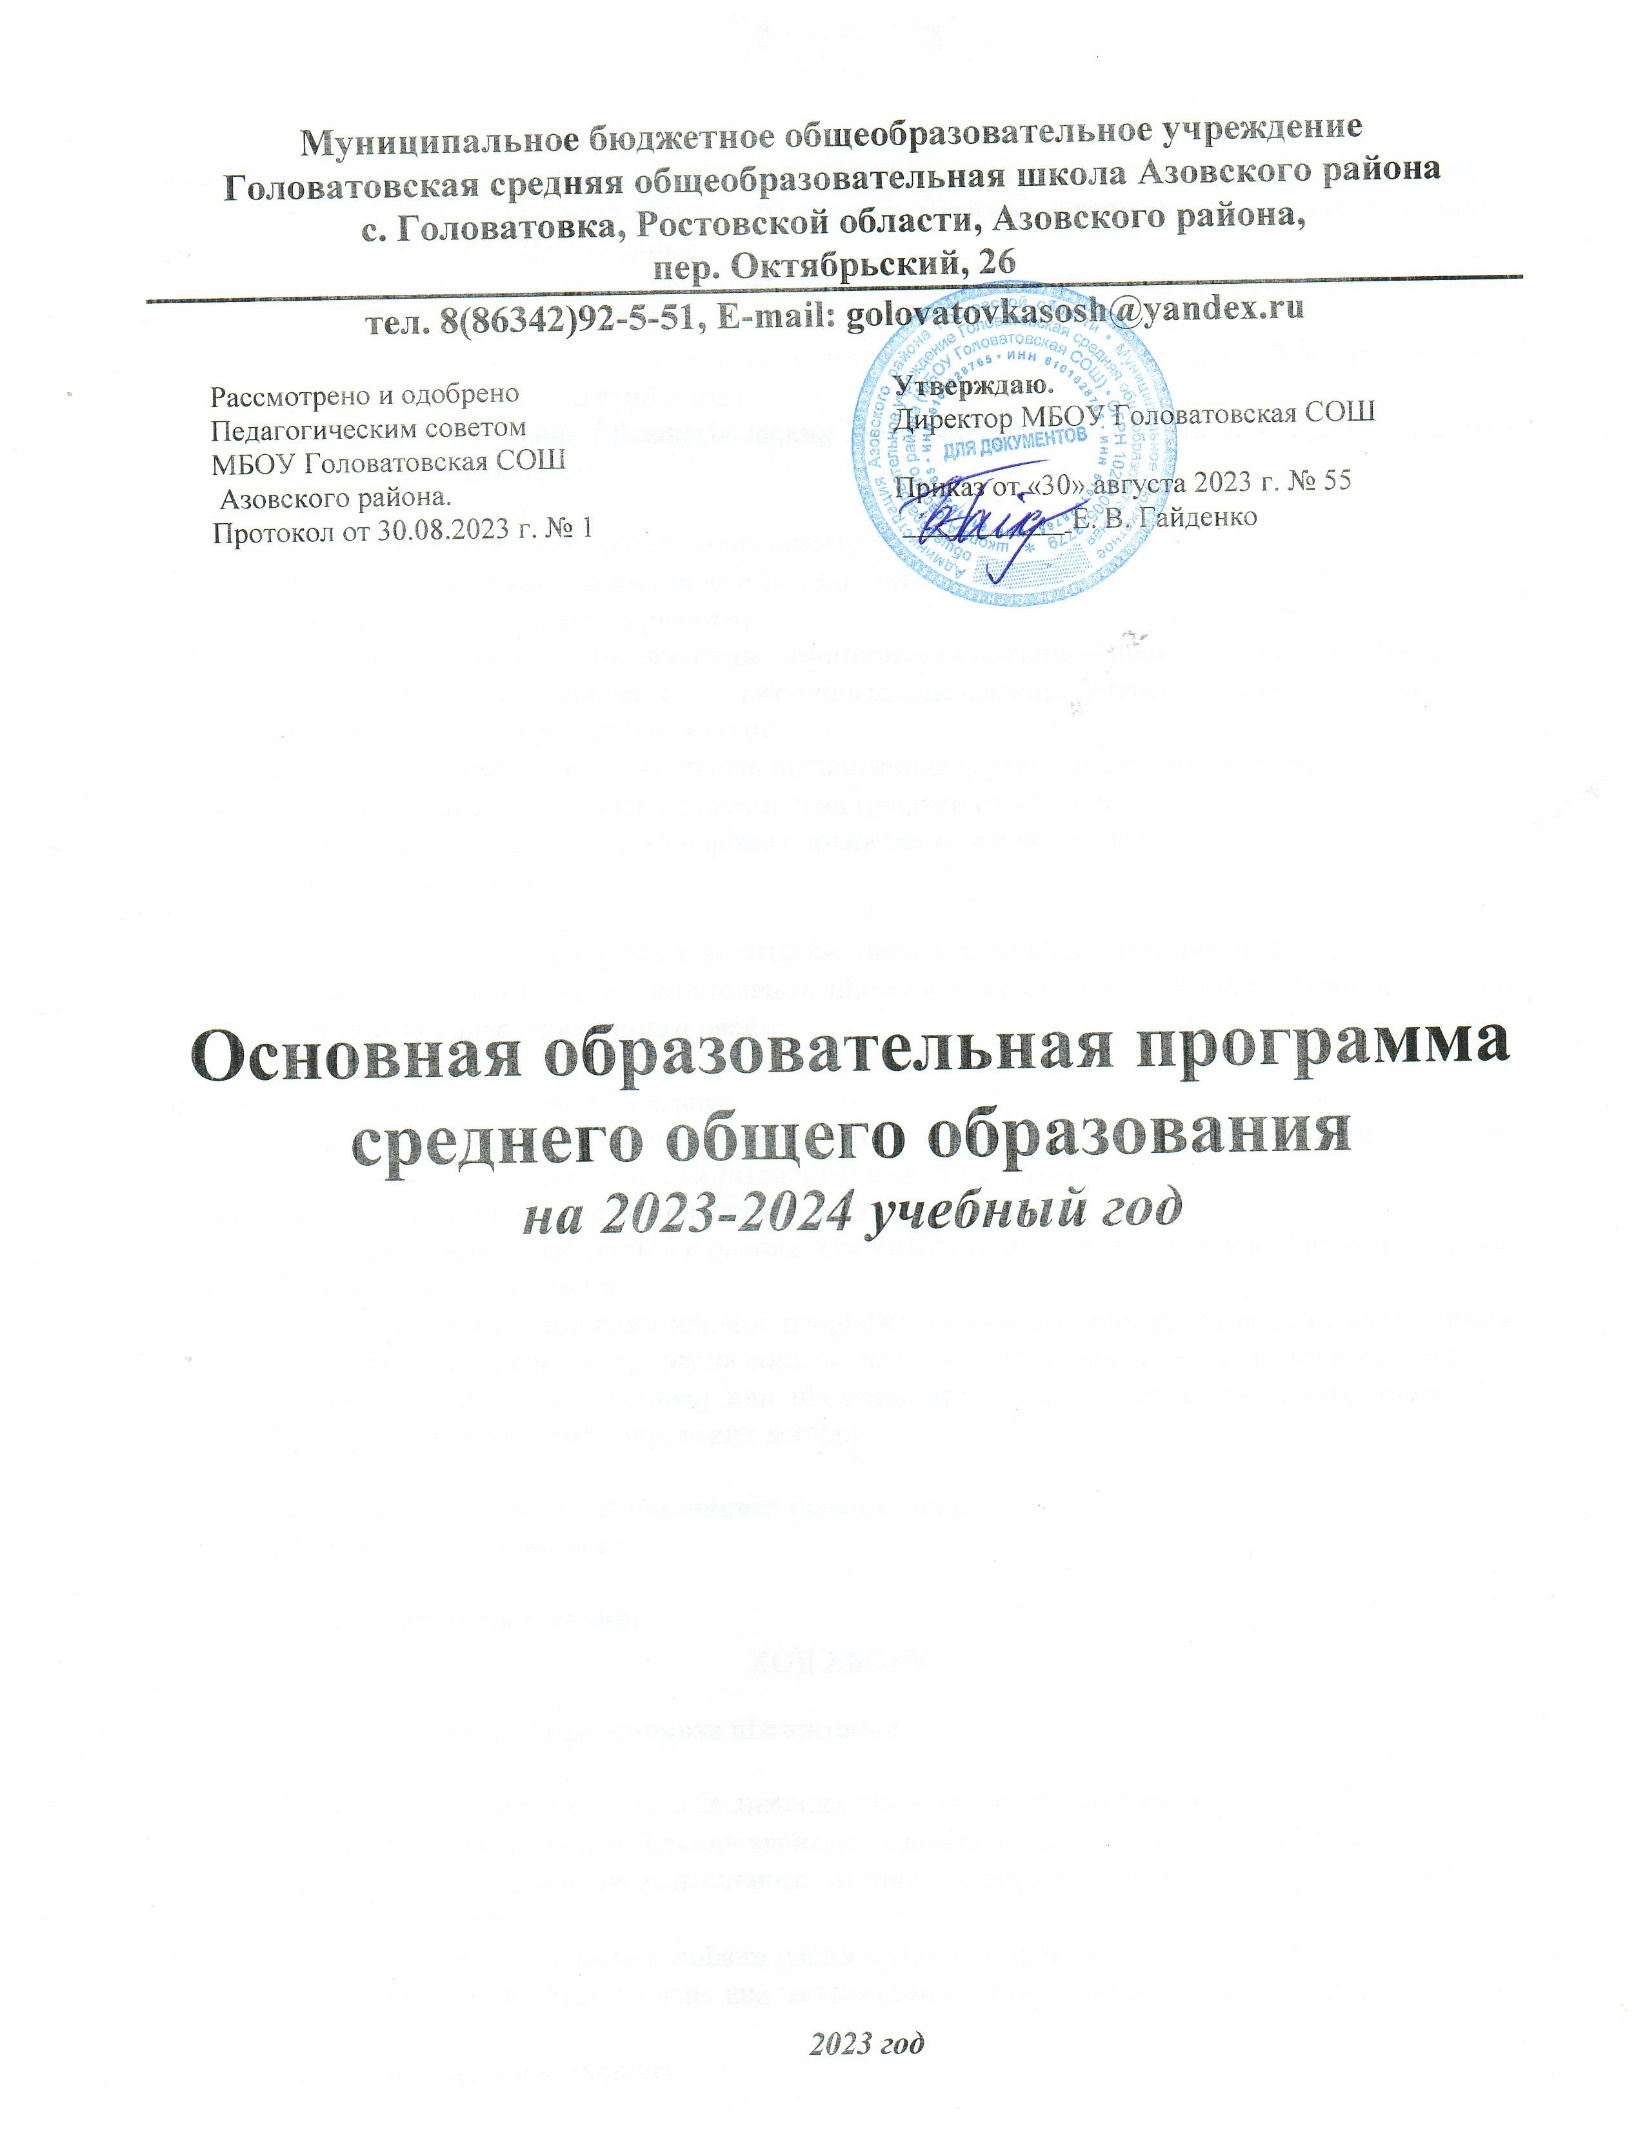 Муниципальное бюджетное общеобразовательное учреждение
Головатовская средняя общеобразовательная школа Азовского района
с. Головатовка, Ростовской области, Азовского района,
пер. Октябрьский, 26
тел. 8(86342)92-5-51, E-mail: golovatovkasosh@yandex.ru
Рассмотрено и одобрено
Педагогическим советом
МБОУ Головатовская СОШ
Азовского района.
Протокол от 30.08.2023 г. № 1
Утверждаю.
Директор МБОУ Головатовская СОШ
ДЛЯ ДОКУМЕНТОВ
Приказ от «30» августа 2023 г. № 55
Е. В. Гайденко
Основная образовательная программа
среднего общего образования
на 2023-2024 учебный год
2023 год